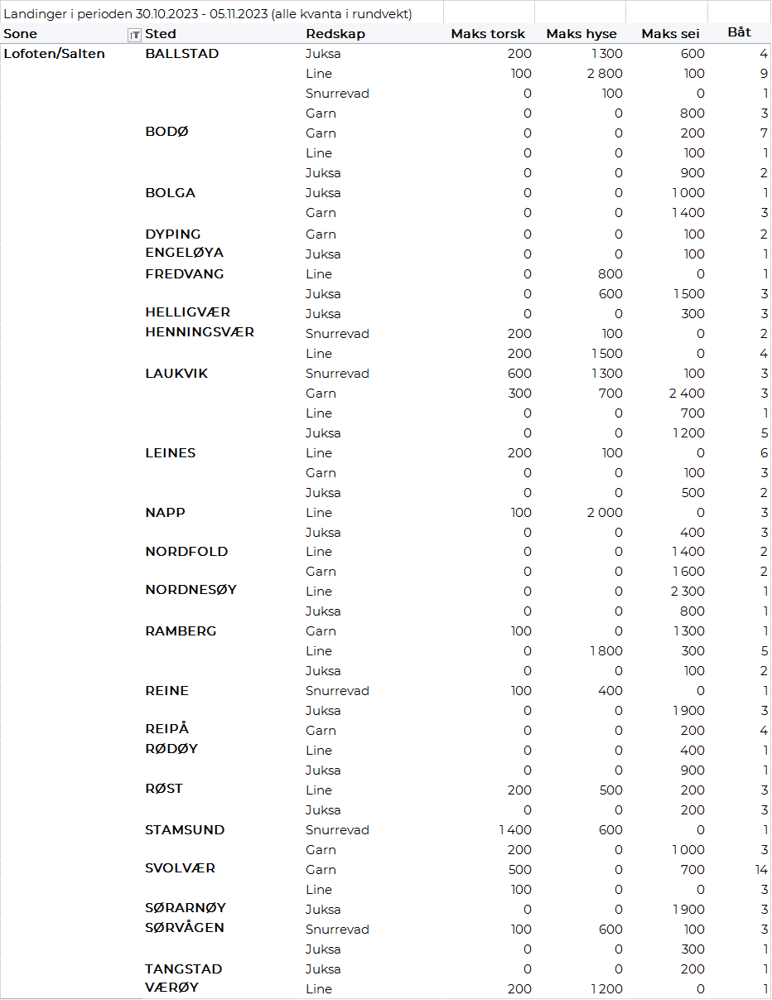 Landinger i perioden 30.10.2023 - 05.11.2023 (alle kvanta i rundvekt)
Sone Sted Redskap Maks torsk Maks hyse Maks sei Båt
Lofoten/Salten BALLSTAD Juksa 200 1 300 600 4
Line 100 2 800 100 9
Snurrevad 0 100 0 1
Garn 0 0 800 3
BODØ Garn 0 0 200 7
Line 0 0 100 1
Juksa 0 0 900 2
BOLGA Juksa 0 0 1 000 1
Garn 0 0 1 400 3
DYPING Garn 0 0 100 2
ENGELØYA Juksa 0 0 100 1
FREDVANG Line 0 800 0 1
Juksa 0 600 1 500 3
HELLIGVÆR Juksa 0 0 300 3
HENNINGSVÆR Snurrevad 200 100 0 2
Line 200 1 500 0 4
LAUKVIK Snurrevad 600 1 300 100 3
Garn 300 700 2 400 3
Line 0 0 700 1
Juksa 0 0 1 200 5
LEINES Line 200 100 0 6
Garn 0 0 100 3
Juksa 0 0 500 2
NAPP Line 100 2 000 0 3
Juksa 0 0 400 3
NORDFOLD Line 0 0 1 400 2
Garn 0 0 1 600 2
NORDNESØY Line 0 0 2 300 1
Juksa 0 0 800 1
RAMBERG Garn 100 0 1 300 1
Line 0 1 800 300 5
Juksa 0 0 100 2
REINE Snurrevad 100 400 0 1
Juksa 0 0 1 900 3
REIPÅ Garn 0 0 200 4
RØDØY Line 0 0 400 1
Juksa 0 0 900 1
RØST Line 200 500 200 3
Juksa 0 0 200 3
STAMSUND Snurrevad 1 400 600 0 1
Garn 200 0 1 000 3
SVOLVÆR Garn 500 0 700 14
Line 100 0 0 3
SØRARNØY Juksa 0 0 1 900 3
SØRVÅGEN Snurrevad 100 600 100 3
Juksa 0 0 300 1
TANGSTAD Juksa 0 0 200 1
VÆRØY Line 200 1 200 0 1